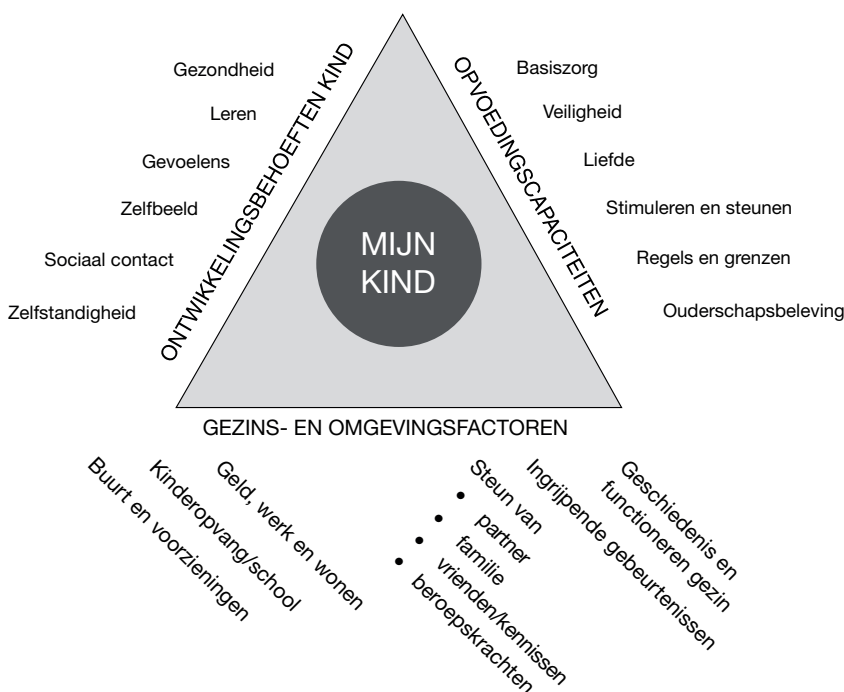 Gezondheid
Leren
Gevoelens
Zelfbeeld
Sociaal contact
Zelfstandigheid
ONTWIKKELINGSBEHOEFTEN KIND
MIJN
KIND
OPVOEDINGSCAPACITEITEN
Basiszorg
Veiligheid
Liefde
Stimuleren en steunen
Regels en grenzen
Ouderschapsbeleving
GEZINS- EN OMGEVINGSFACTOREN
Buurt en voorzieningen
Kinderopvang/school
Geld, werk en wonen
Steun van
• partner
• familie
• vrienden/kennissen
• beroepskrachten
Ingrijpende gebeurtenissen
Geschiedenis en
functioneren gezin